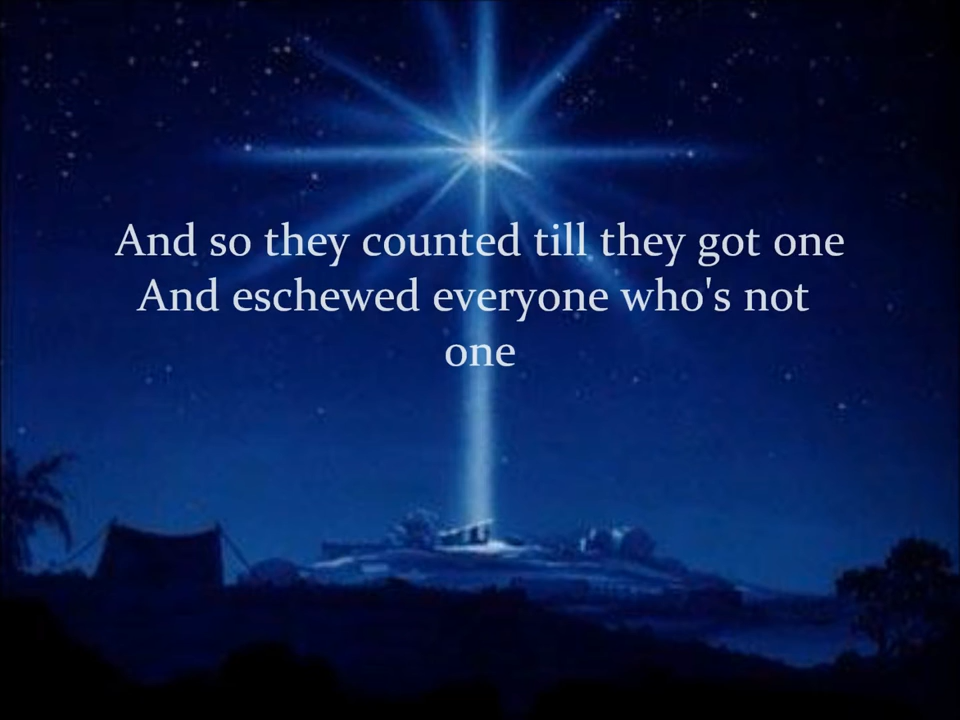 And so they counted till they got one
And eschewed everyone who's not
one